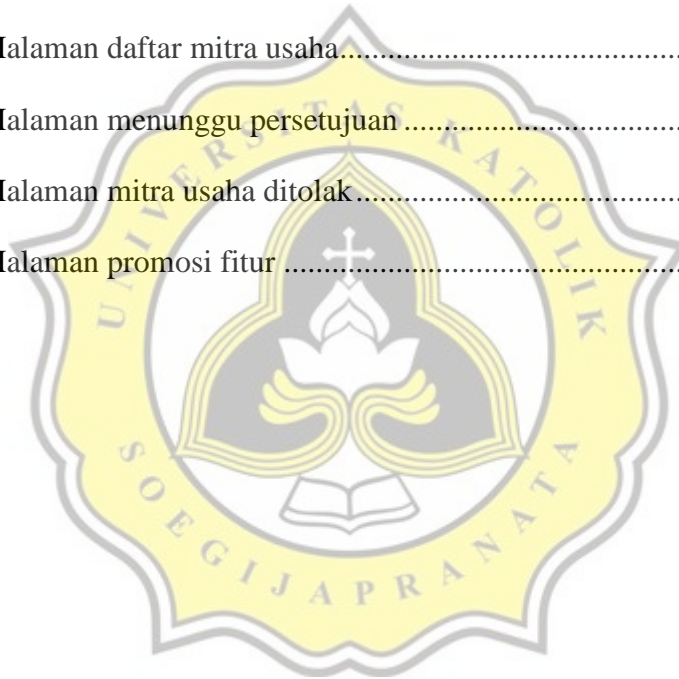 Halaman daftar mitra usaha..........................................
Halaman menunggu persetujuan ..................................
Halaman mitra usaha ditolak........................................
Halaman promosi fitur ................................................
UNIVERSITAS KATOLIK
SOEGIJAPRANATA